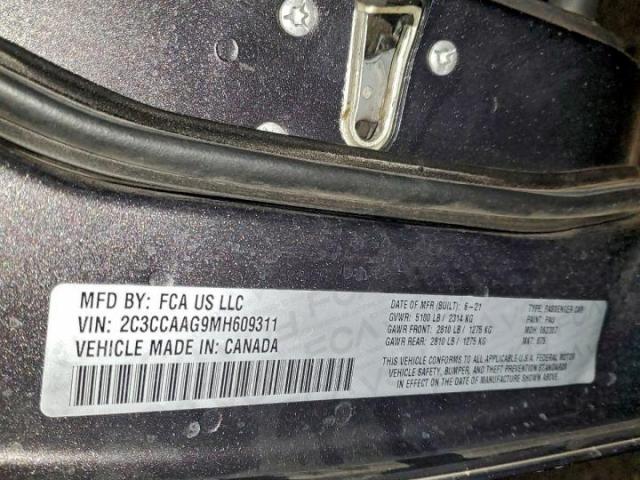 MFD BY: FCA US LLC
VIN: 2C3CCAAG9MH609311
VEHICLE MADE IN: CANADA
DATE OF MFR (BUILT): 6-21
GVWR: 5100 LB / 2314 KG
GAWR FRONT: 2810 LB / 1275 KG
GAWR REAR: 2810 LB / 1275 KG
TYPE: PASSENGER CAR
PAINT:
MDH:
MAT:
THIS VEHICLE CONFORMS TO ALL APPLICABLE U.S.A. FEDERAL MOTOR
VEHICLE SAFETY, BUMPER, AND THEFT PREVENTION STANDARDS
IN EFFECT ON THE DATE OF MANUFACTURE SHOWN ABOVE